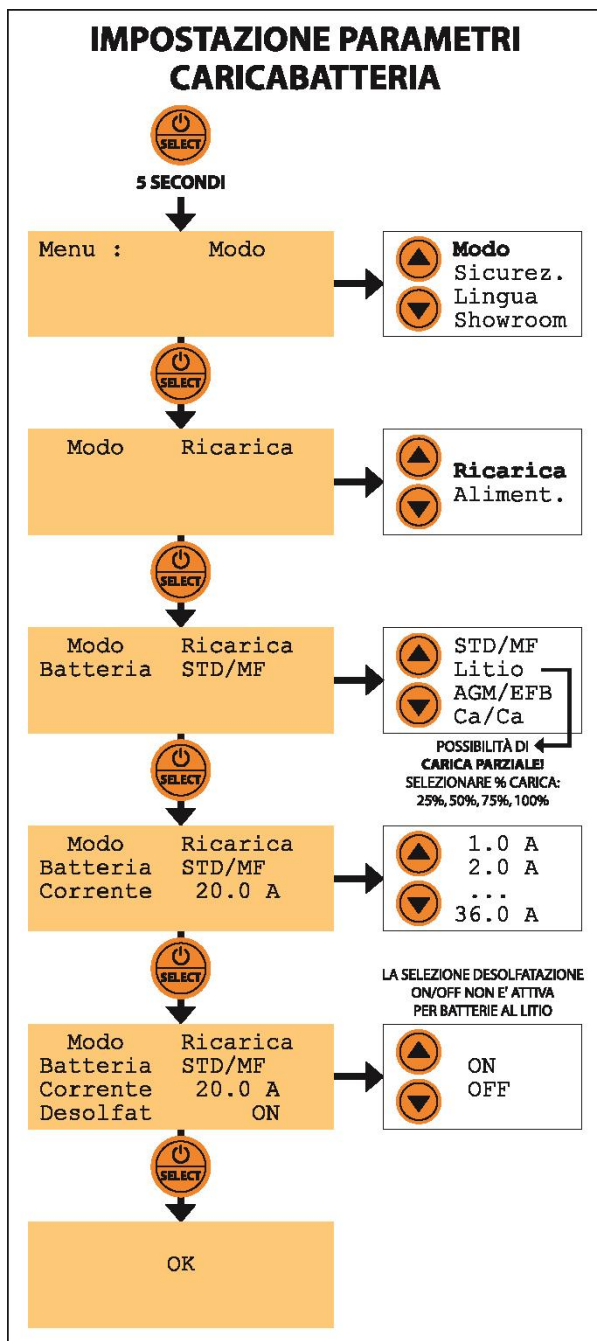 IMPOSTAZIONE PARAMETRI
CARICABATTERIA
SELECT
5 SECONDI
Menu : Modo
Modo
Sicurez.
Lingua
Showroom
SELECT
Modo Ricarica
Ricarica
Aliment.
SELECT
Modo Ricarica
Batteria STD/MF
STD/MF
Litio
AGM/EFB
Ca/Ca
POSSIBILITÀ DI
CARICA PARZIALE!
SELEZIONARE % CARICA:
25%, 50%, 75%, 100%
SELECT
Modo Ricarica
Batteria STD/MF
Corrente 20.0 A
1.0 A
2.0 A
...
36.0 A
SELECT
LA SELEZIONE DESOLFATAZIONE
ON/OFF NON E' ATTIVA
PER BATTERIE AL LITIO
Modo Ricarica
Batteria STD/MF
Corrente 20.0 A
Desolfat ON
ON
OFF
SELECT
OK